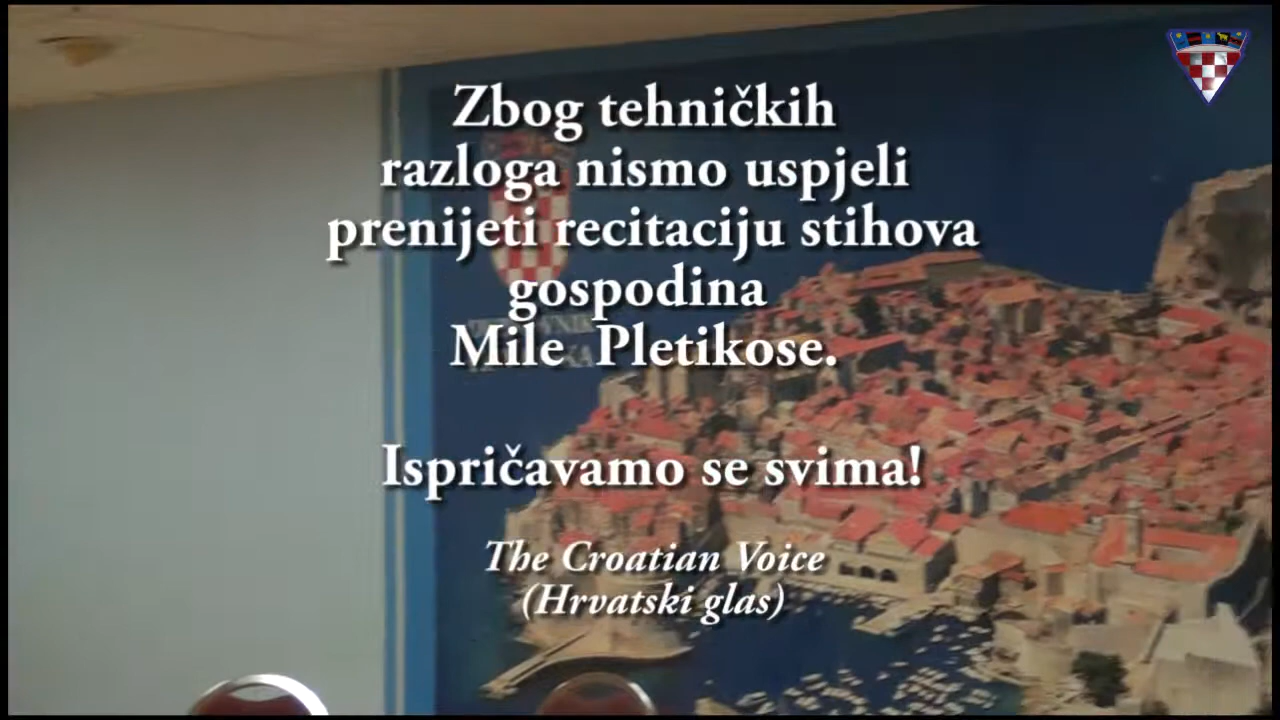 Zbog tehničkih
razloga nismo uspjeli
prenijeti recitaciju stihova
gospodina
Mile Pletikose.
Ispričavamo se svima!
The Croatian Voice
(Hrvatski glas)